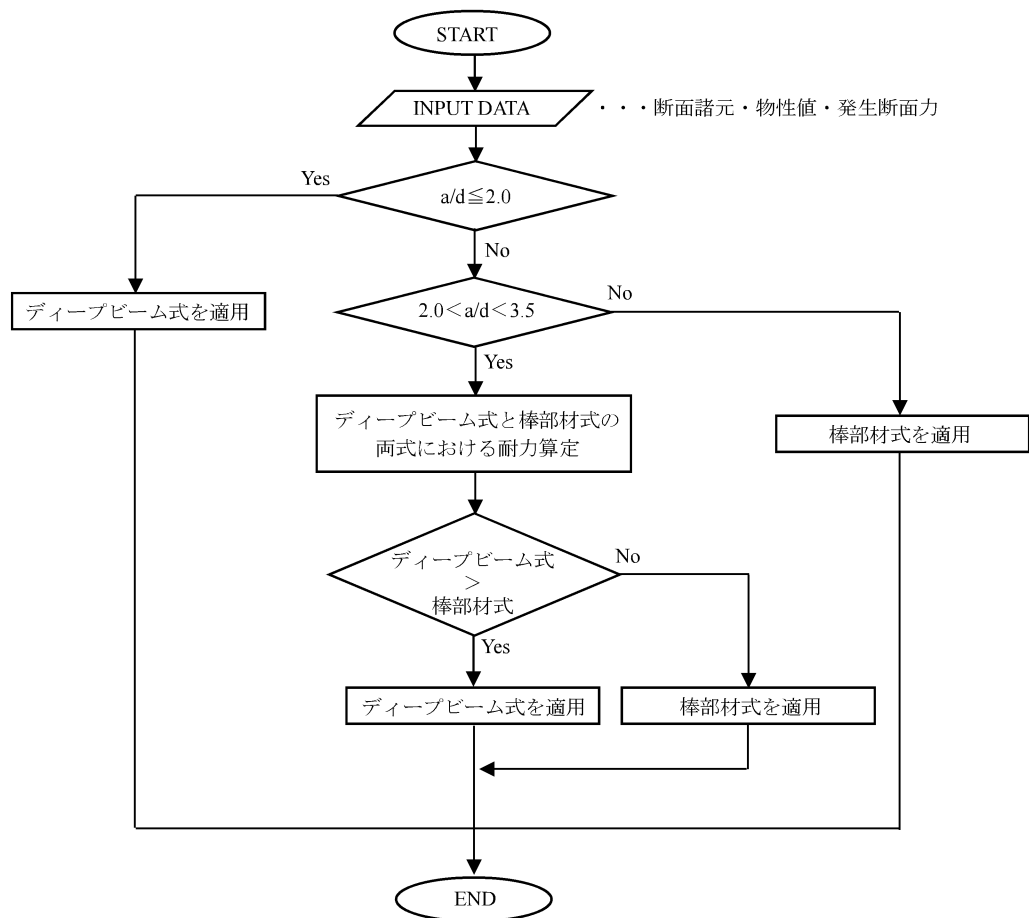 START
INPUT DATA
・・・断面諸元・物性値・発生断面力
Yes
a/d≦2.0
No
ディープビーム式を適用
2.0＜a/d＜3.5
No
Yes
ディープビーム式と棒部材式の
両式における耐力算定
棒部材式を適用
ディープビーム式
＞
棒部材式
No
Yes
ディープビーム式を適用
棒部材式を適用
END